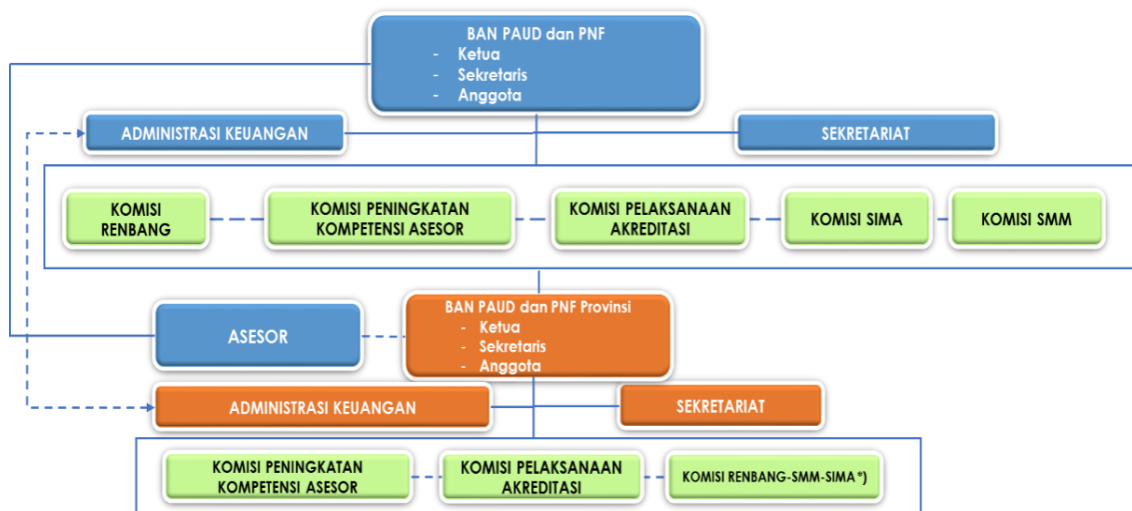 BAN PAUD dan PNF
- Ketua
- Sekretaris
- Anggota
ADMINISTRASI KEUANGAN
SEKRETARIAT
KOMISI
RENBANG
KOMISI PENINGKATAN
KOMPETENSI ASESOR
KOMISI PELAKSANAAN
AKREDITASI
KOMISI SIMA
KOMISI SMM
ASESOR
BAN PAUD dan PNF Provinsi
- Ketua
- Sekretaris
- Anggota
ADMINISTRASI KEUANGAN
SEKRETARIAT
KOMISI PENINGKATAN
KOMPETENSI ASESOR
KOMISI PELAKSANAAN
AKREDITASI
KOMISI RENBANG-SMM-SIMA*)